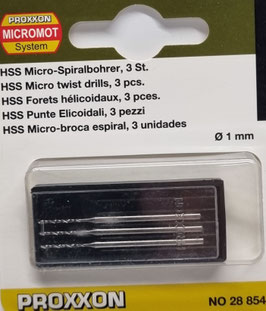 PROXXON
MICROMOT
System
HSS Micro-Spiralbohrer, 3 St.
HSS Micro twist drills, 3 pcs.
HSS Forets hélicoidaux, 3 pces.
HSS Punte Elicoidali, 3 pezzi
HSS Micro-broca espiral, 3 unidades
Ø 1 mm
PROXXON
NO 28 854